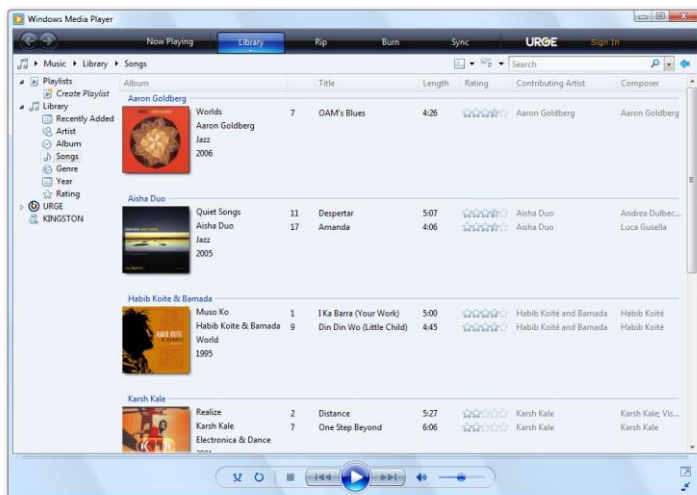 Windows Media Player
Now Playing Library Rip Burn Sync URGE Sign In
Music Library Songs Search
Playlists
Create Playlist
Library
Recently Added
Artist
Album
Songs
Genre
Year
Rating
URGE
KINGSTON
Album Title Length Rating Contributing Artist Composer
Aaron Goldberg
Worlds 7 OAM's Blues 4:26 Aaron Goldberg Aaron Goldberg
Aaron Goldberg
Jazz
2006
Aisha Duo
Quiet Songs 11 Despertar 5:07 Aisha Duo Andrea Dulbec...
Aisha Duo 17 Amanda 4:06 Aisha Duo Luca Gusella
Jazz
2005
Habib Koite & Bamada
Muso Ko 1 I Ka Barra (Your Work) 5:00 Habib Koité and Bamada Habib Koité
Habib Koite & Bamada 9 Din Din Wo (Little Child) 4:45 Habib Koité and Bamada Habib Koité
World
1995
HABIB KOITÉ
Karsh Kale
Realize 2 Distance 5:27 Karsh Kale Karsh Kale; Vis...
Karsh Kale 7 One Step Beyond 6:06 Karsh Kale Karsh Kale
Electronica & Dance